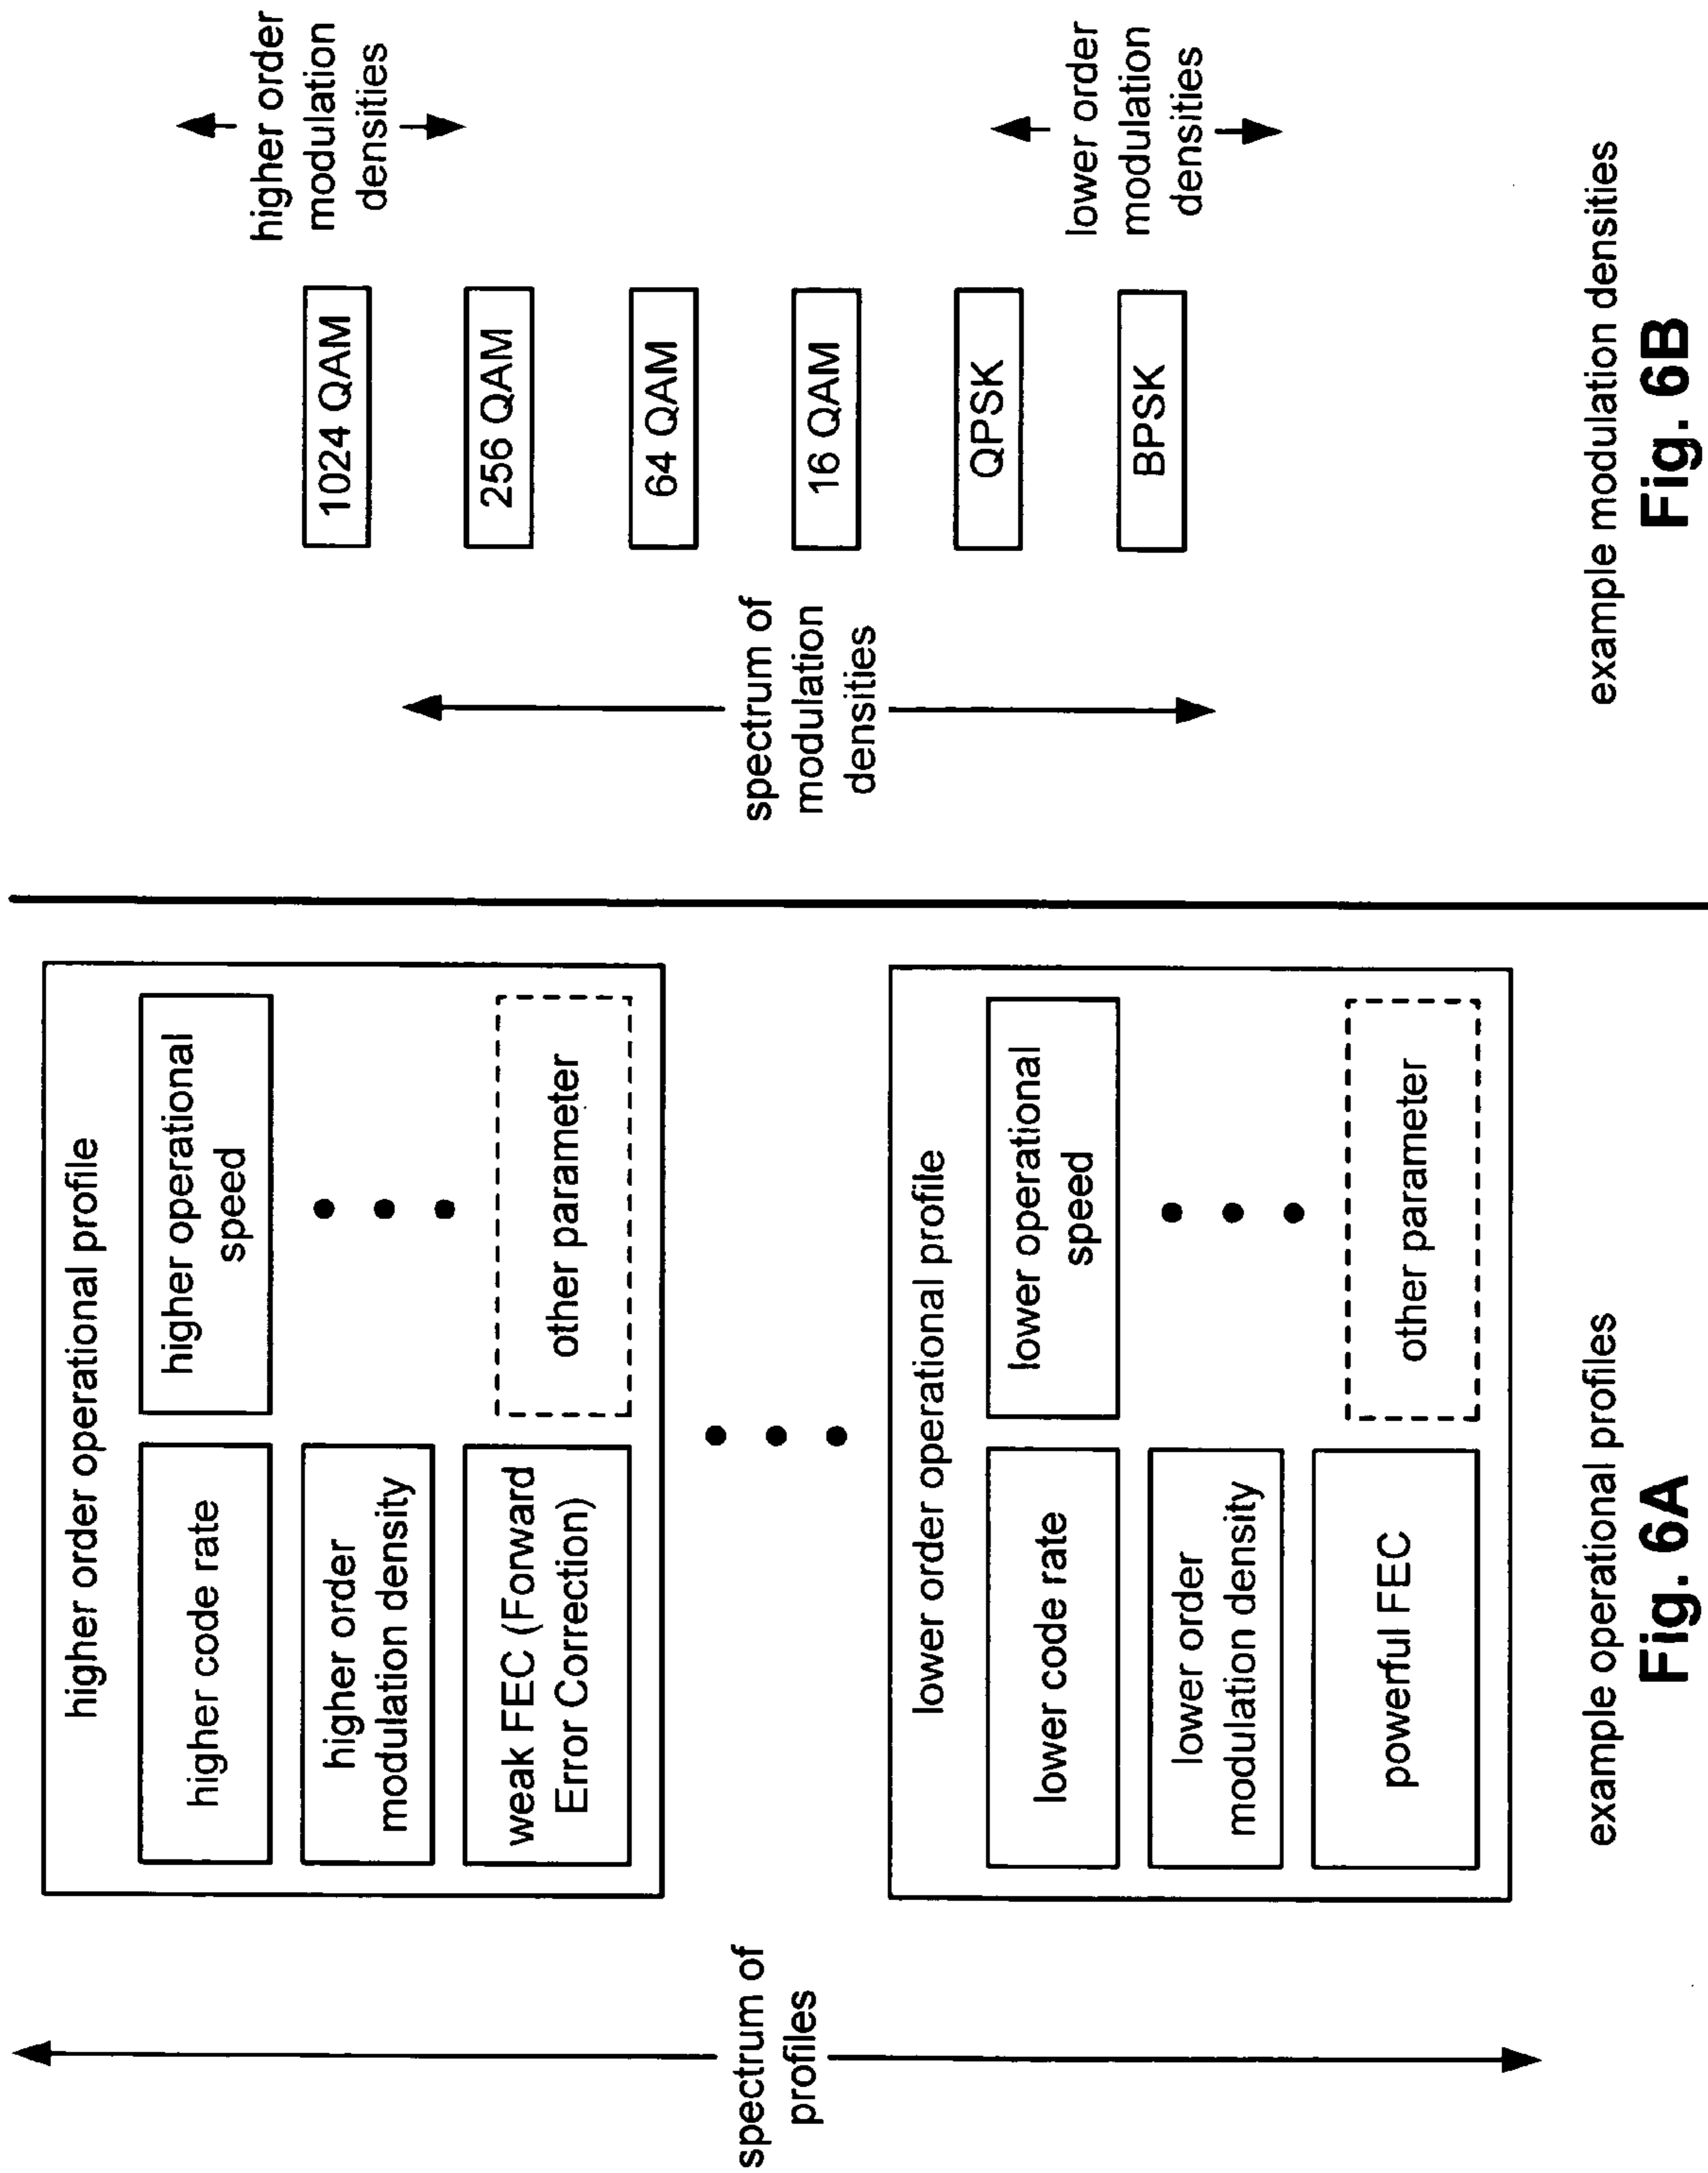 spectrum of
profiles
higher order operational profile
higher code rate
higher operational
speed
higher order
modulation density
weak FEC (Forward
Error Correction)
other parameter
lower order operational profile
lower code rate
lower operational
speed
lower order
modulation density
powerful FEC
other parameter
example operational profiles
Fig. 6A
spectrum of
modulation
densities
1024 QAM
256 QAM
64 QAM
16 QAM
QPSK
BPSK
higher order
modulation
densities
lower order
modulation
densities
example modulation densities
Fig. 6B